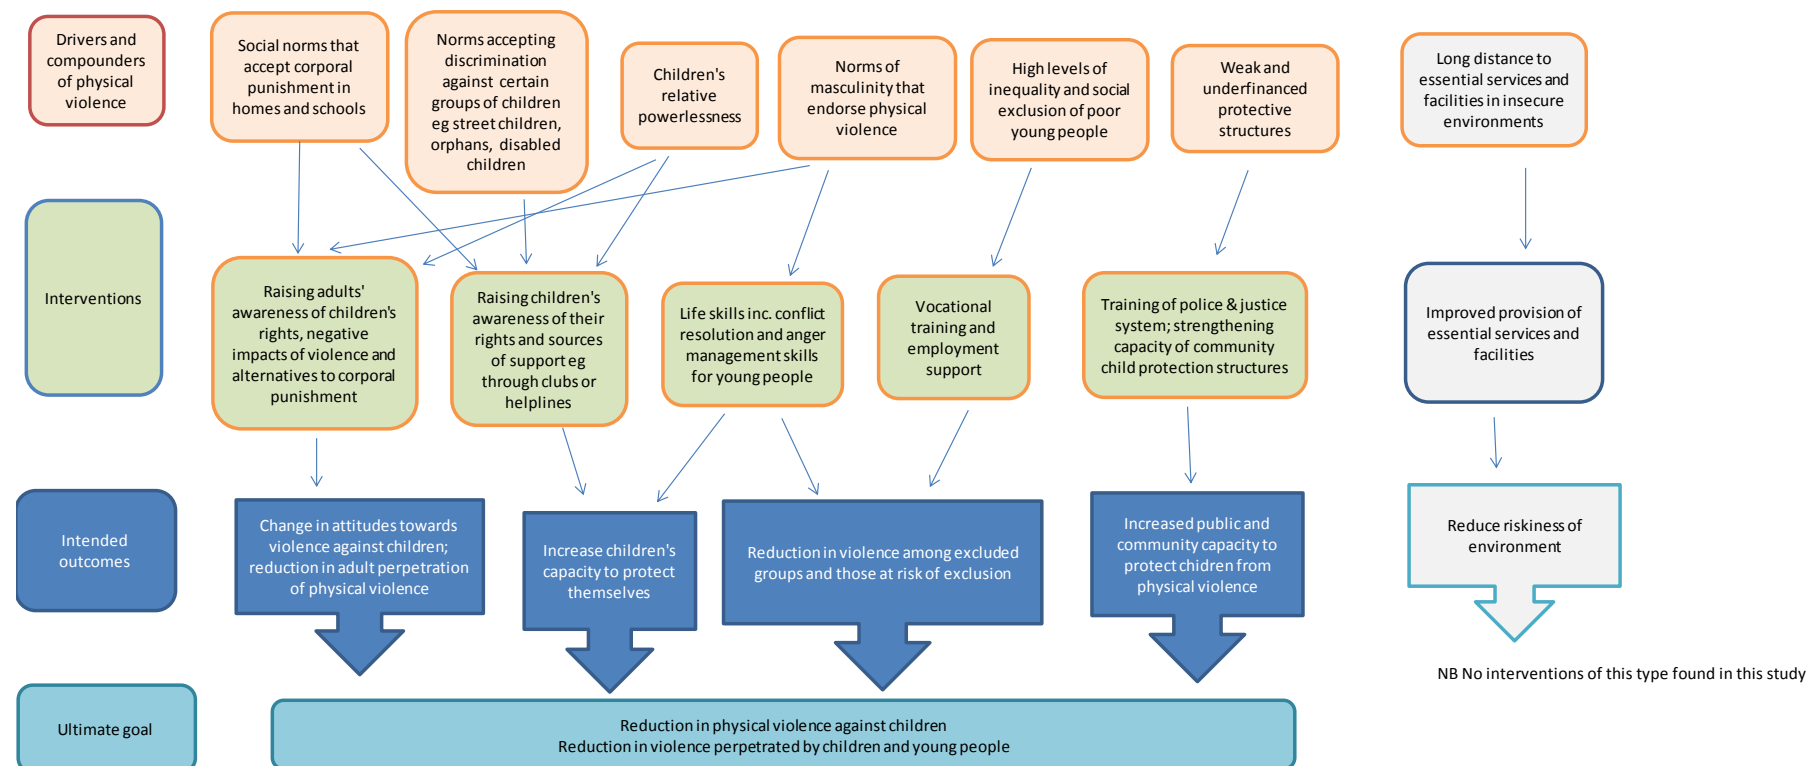 Drivers and
compounders
of physical
violence
Social norms that
accept corporal
punishment in
homes and schools
Norms accepting
discrimination
against certain
groups of children
eg street children,
orphans, disabled
children
Children's
relative
powerlessness
Norms of
masculinity that
endorse physical
violence
High levels of
inequality and social
exclusion of poor
young people
Weak and
underfinanced
protective
structures
Long distance to
essential services and
facilities in insecure
environments
Interventions
Raising adults'
awareness of children's
rights, negative
impacts of violence and
alternatives to corporal
punishment
Raising children's
awareness of their
rights and sources
of support eg
through clubs or
helplines
Life skills inc. conflict
resolution and anger
management skills
for young people
Vocational
training and
employment
support
Training of police & justice
system; strengthening
capacity of community
child protection structures
Improved provision of
essential services and
facilities
Intended
outcomes
Change in attitudes towards
violence against children;
reduction in adult perpetration
of physical violence
Increase children's
capacity to protect
themselves
Reduction in violence among excluded
groups and those at risk of exclusion
Increased public and
community capacity to
protect chidren from
physical violence
Reduce riskiness of
environment
NB No interventions of this type found in this study
Ultimate goal
Reduction in physical violence against children
Reduction in violence perpetrated by children and young people